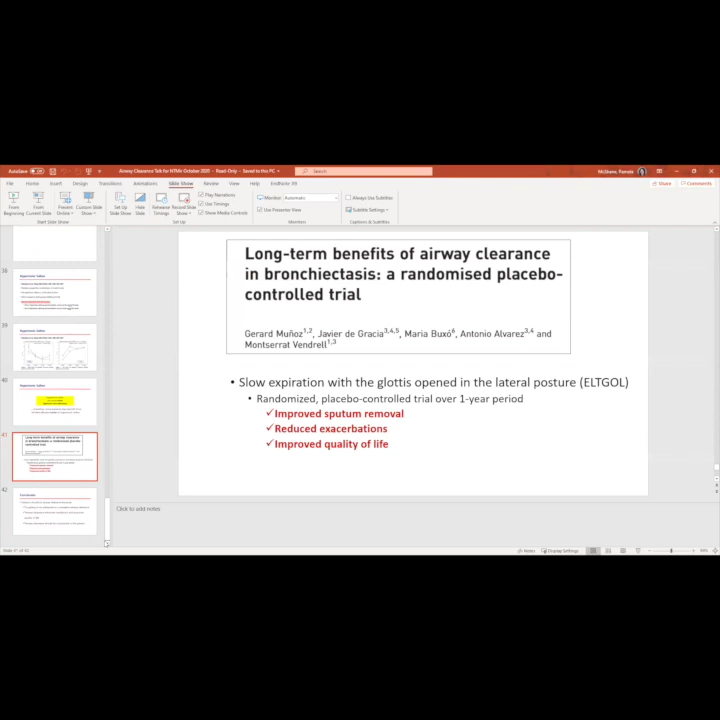 AutoSave
Airway Clearance Talk for NTMir October 2020 - Read-Only - Saved to this PC
Search
McShane, Pamela
File Home Insert Design Transitions Animations Slide Show Review View Help EndNote X9
Share Comments
From Beginning
From Current Slide
Present Online
Custom Slide Show
Set Up Slide Show
Hide Slide
Rehearse Timings
Record Slide Show
Play Narrations
Use Timings
Show Media Controls
Monitor: Automatic
Use Presenter View
Always Use Subtitles
Subtitle Settings
Start Slide Show
Set Up
Monitors
Captions & Subtitles
38
39
40
41
42
Conclusion
Long-term benefits of airway clearance
in bronchiectasis: a randomised placebo-
controlled trial
Gerard Muñoz1,2, Javier de Gracia3,4,5, Maria Buxó6, Antonio Alvarez3,4 and
Montserrat Vendrell1,3
• Slow expiration with the glottis opened in the lateral posture (ELTGOL)
• Randomized, placebo-controlled trial over 1-year period
✓Improved sputum removal
✓Reduced exacerbations
✓Improved quality of life
Click to add notes
Slide 41 of 42
Notes
Display Settings